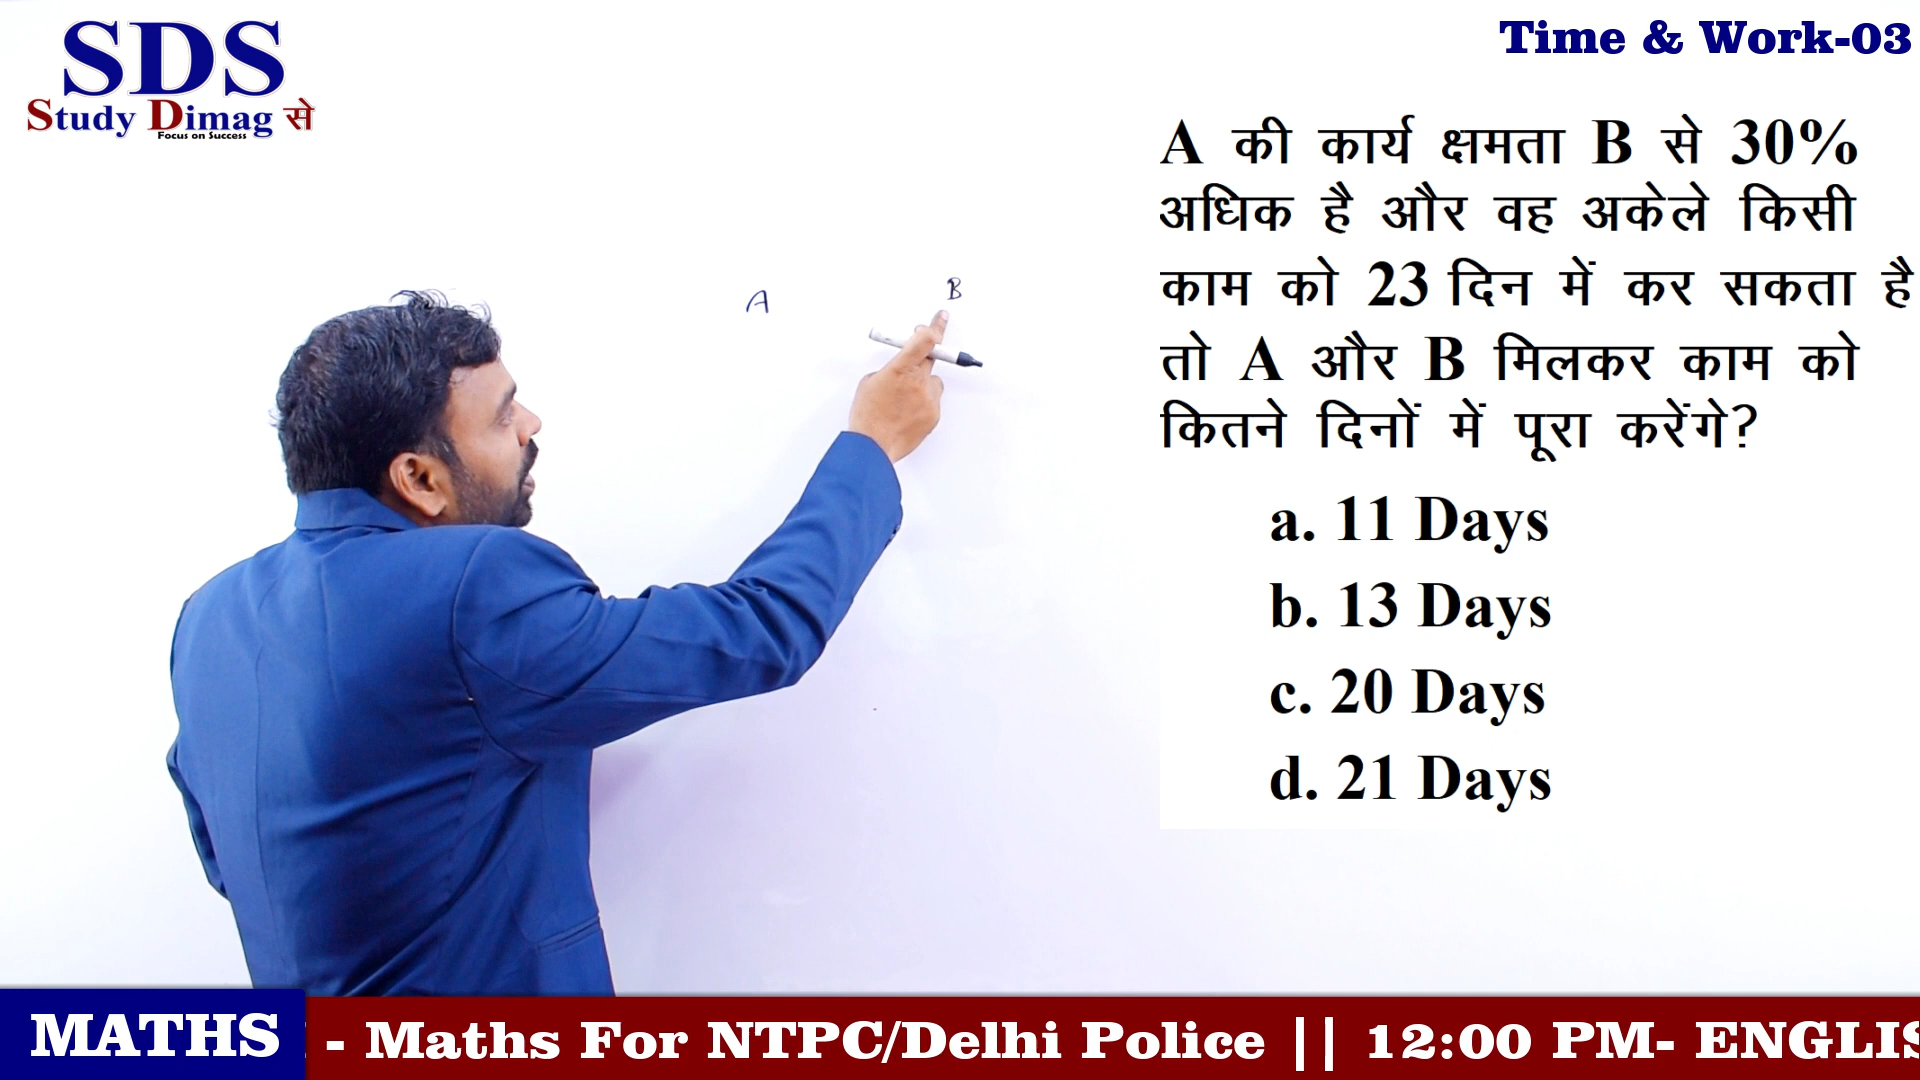 SDS
Study Dimag से
Focus on Success
Time & Work-03
A की कार्य क्षमता B से 30%
अधिक है और वह अकेले किसी
काम को 23 दिन में कर सकता है
तो A और B मिलकर काम को
कितने दिनों में पूरा करेंगे?
a. 11 Days
b. 13 Days
c. 20 Days
d. 21 Days
A B
MATHS - Maths For NTPC/Delhi Police || 12:00 PM- ENGLIS